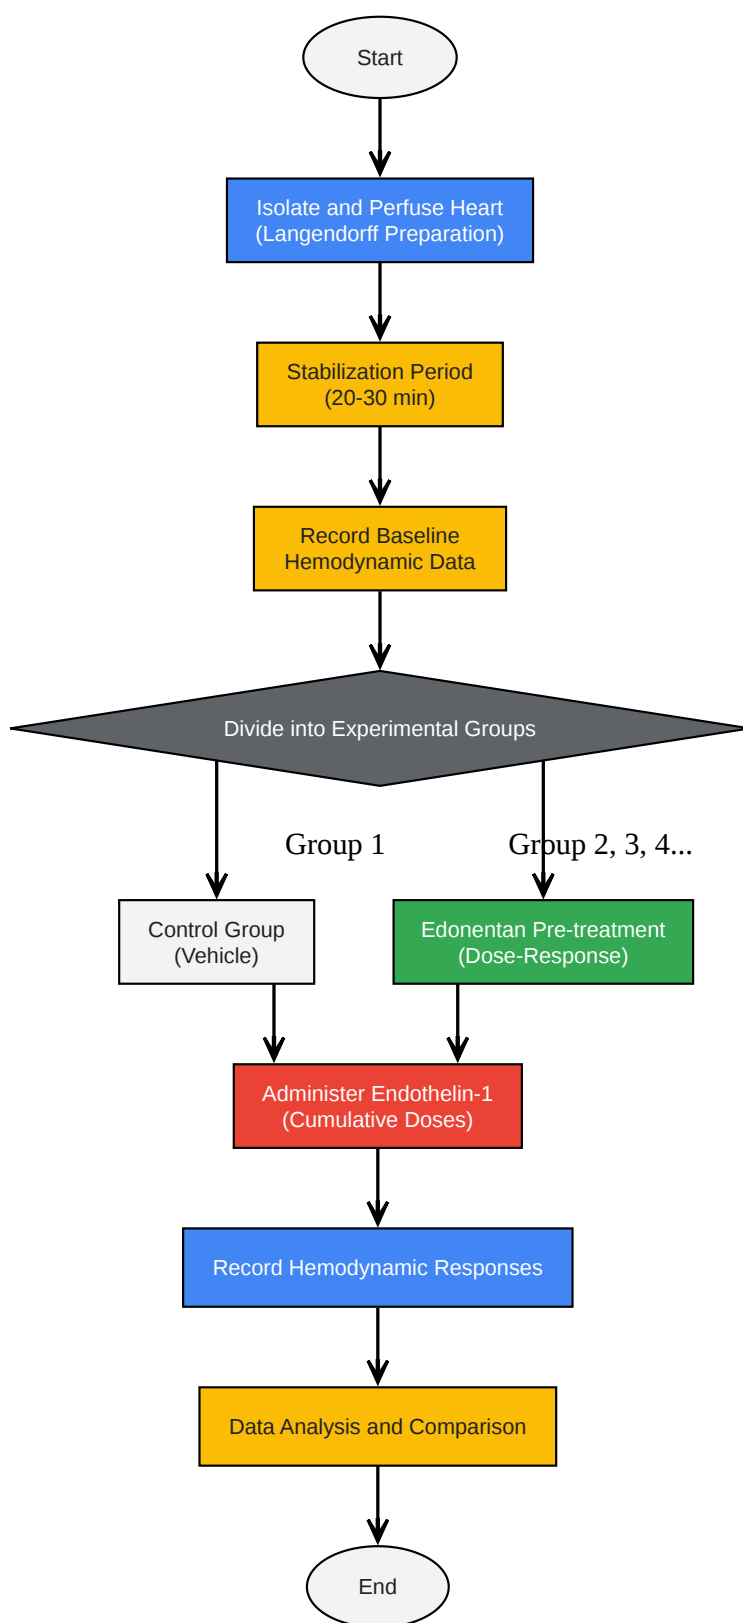 Start
Isolate and Perfuse Heart
(Langendorff Preparation)
Stabilization Period
(20-30 min)
Record Baseline
Hemodynamic Data
Divide into Experimental Groups
Group 1
Group 2, 3, 4...
Control Group
(Vehicle)
Edonentan Pre-treatment
(Dose-Response)
Administer Endothelin-1
(Cumulative Doses)
Record Hemodynamic Responses
Data Analysis and Comparison
End